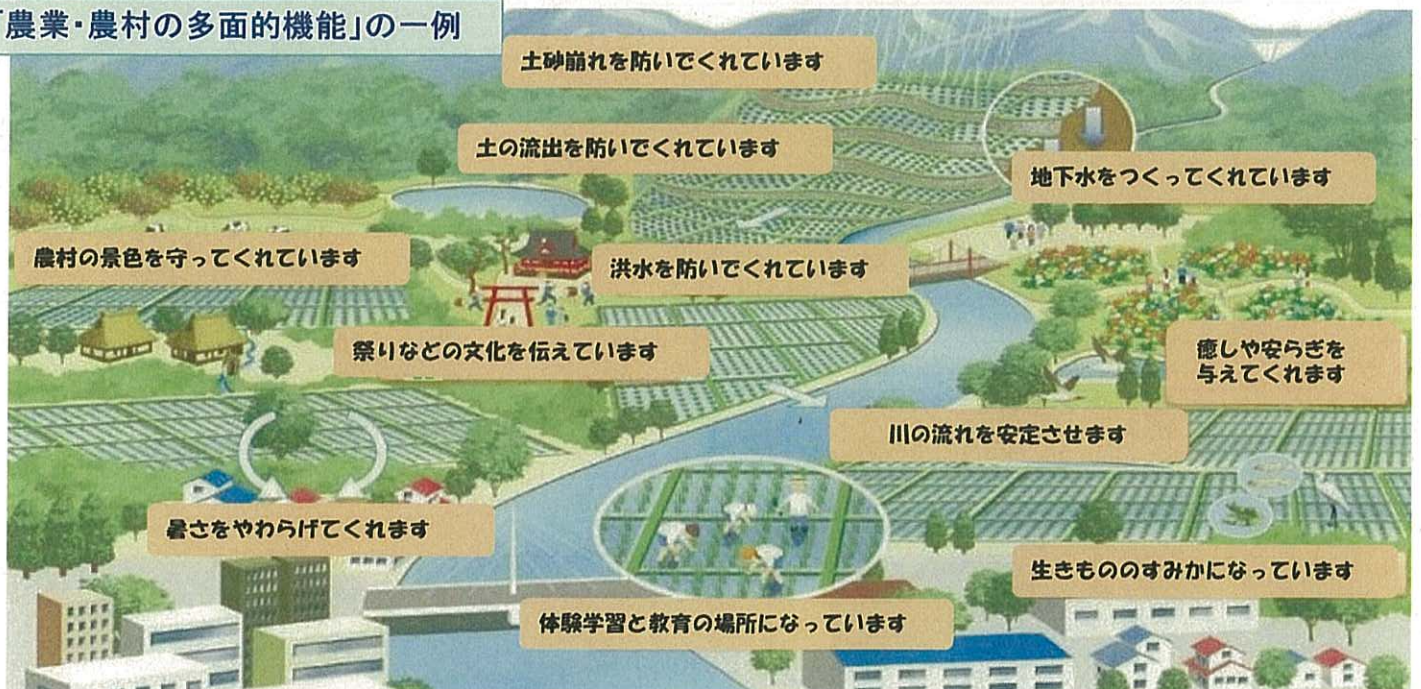 「農業・農村の多面的機能」の一例
土砂崩れを防いでくれています
土の流出を防いでくれています
地下水をつくってくれています
農村の景色を守ってくれています
洪水を防いでくれています
祭りなどの文化を伝えています
癒しや安らぎを
与えてくれます
川の流れを安定させます
暑さをやわらげてくれます
生きもののすみかになっています
体験学習と教育の場所になっています